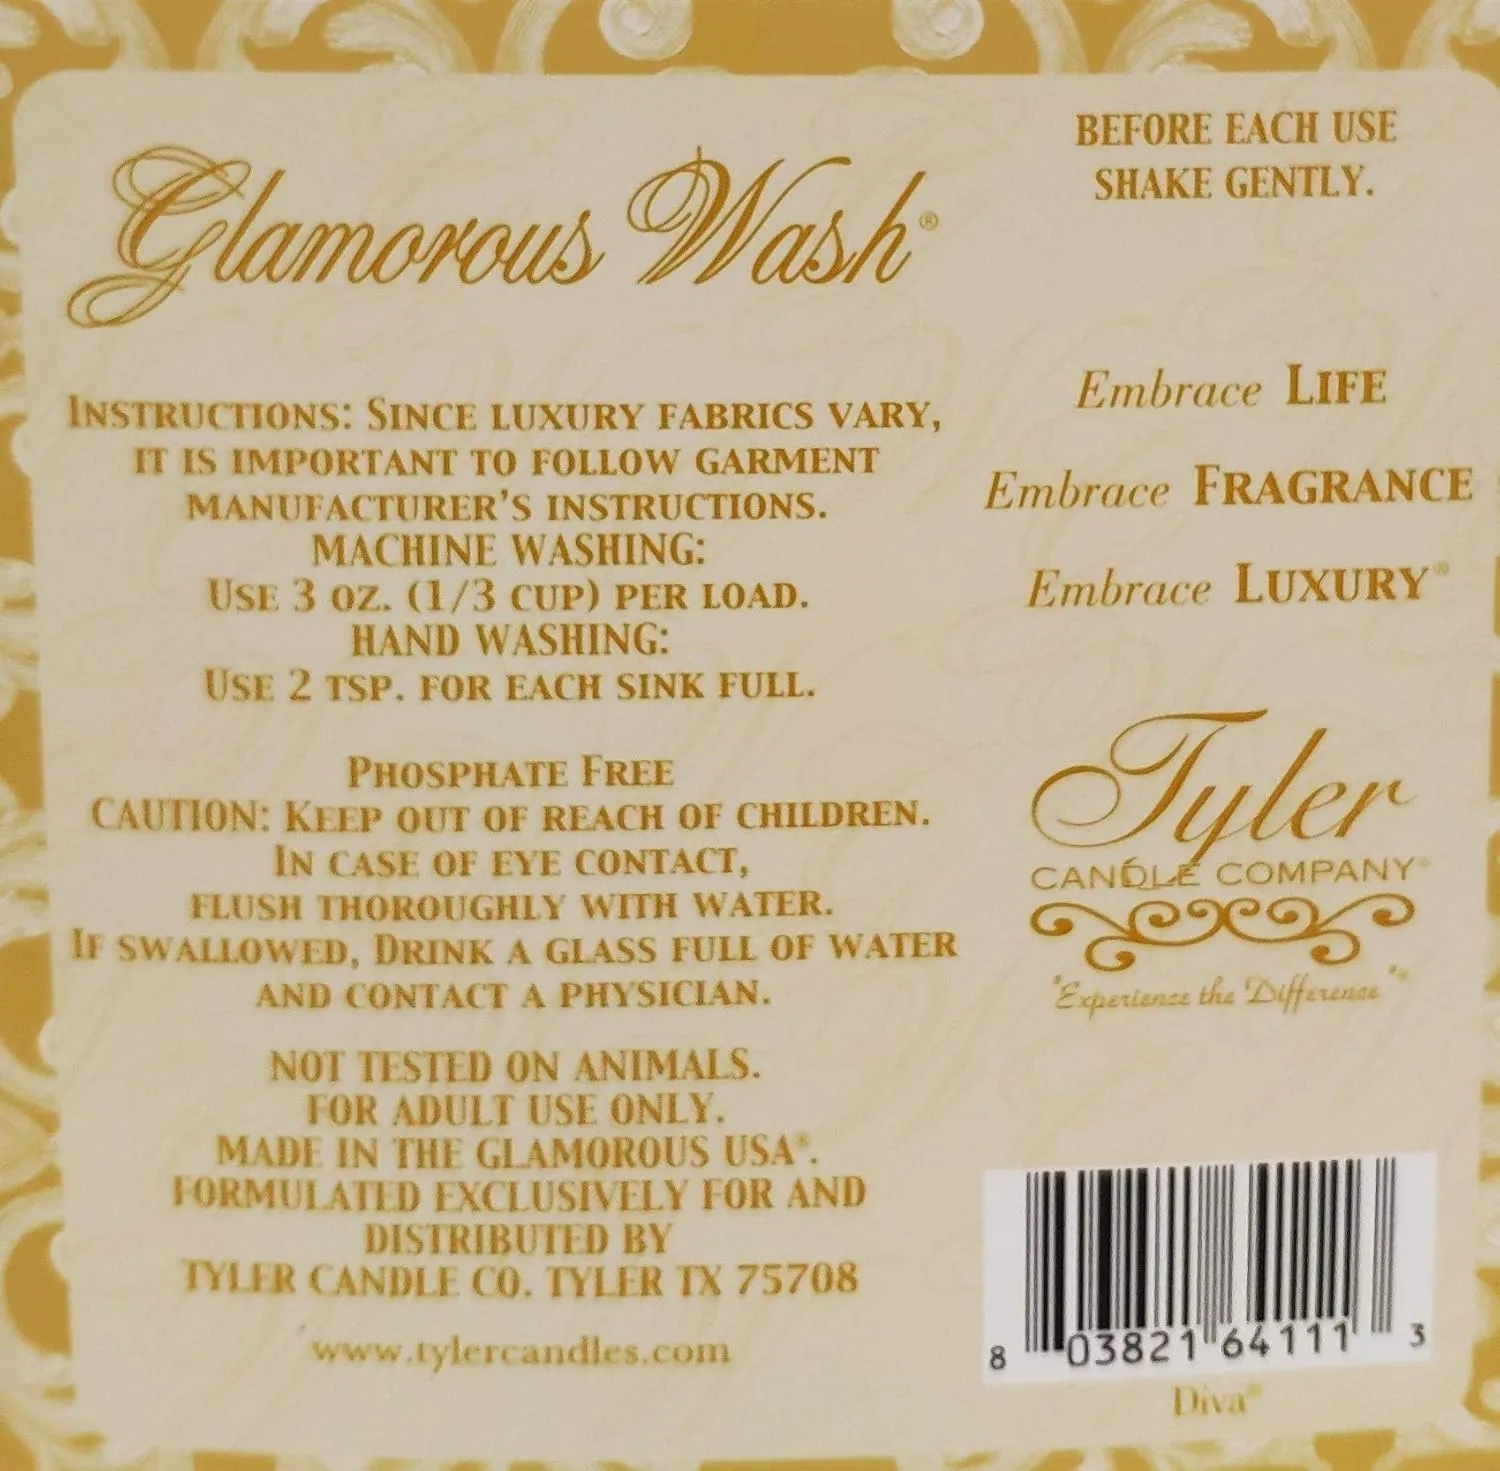 Glamorous Wash®
INSTRUCTIONS: SINCE LUXURY FABRICS VARY,
IT IS IMPORTANT TO FOLLOW GARMENT
MANUFACTURER'S INSTRUCTIONS.
MACHINE WASHING:
USE 3 OZ. (1/3 CUP) PER LOAD.
HAND WASHING:
USE 2 TSP. FOR EACH SINK FULL.
PHOSPHATE FREE
CAUTION: KEEP OUT OF REACH OF CHILDREN.
IN CASE OF EYE CONTACT,
FLUSH THOROUGHLY WITH WATER.
IF SWALLOWED, DRINK A GLASS FULL OF WATER
AND CONTACT A PHYSICIAN.
NOT TESTED ON ANIMALS.
FOR ADULT USE ONLY.
MADE IN THE GLAMOROUS USA®.
FORMULATED EXCLUSIVELY FOR AND
DISTRIBUTED BY
TYLER CANDLE CO. TYLER TX 75708
www.tylercandles.com
BEFORE EACH USE
SHAKE GENTLY.
Embrace LIFE
Embrace FRAGRANCE
Embrace LUXURY®
Tyler
CANDLE COMPANY®
"Experience the Difference"®
8 03821 64111 3
Diva®